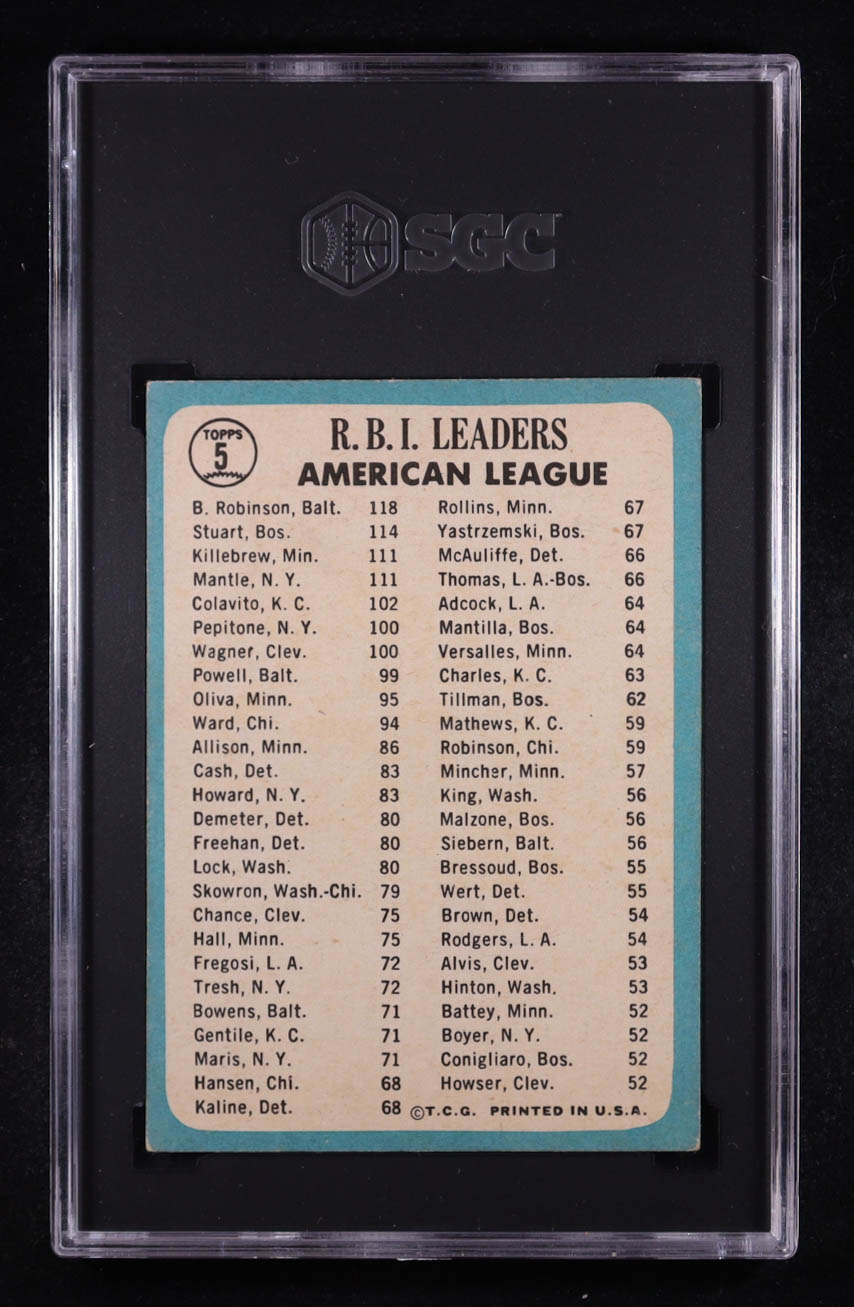 SGC
TOPPS
5
R. B. I. LEADERS
AMERICAN LEAGUE
B. Robinson, Balt. 118
Stuart, Bos. 114
Killebrew, Min. 111
Mantle, N. Y. 111
Colavito, K. C. 102
Pepitone, N. Y. 100
Wagner, Clev. 100
Powell, Balt. 99
Oliva, Minn. 95
Ward, Chi. 94
Allison, Minn. 86
Cash, Det. 83
Howard, N. Y. 83
Demeter, Det. 80
Freehan, Det. 80
Lock, Wash. 80
Skowron, Wash.-Chi. 79
Chance, Clev. 75
Hall, Minn. 75
Fregosi, L. A. 72
Tresh, N. Y. 72
Bowens, Balt. 71
Gentile, K. C. 71
Maris, N. Y. 71
Hansen, Chi. 68
Kaline, Det. 68
Rollins, Minn. 67
Yastrzemski, Bos. 67
McAuliffe, Det. 66
Thomas, L. A.-Bos. 66
Adcock, L. A. 64
Mantilla, Bos. 64
Versalles, Minn. 64
Charles, K. C. 63
Tillman, Bos. 62
Mathews, K. C. 59
Robinson, Chi. 59
Mincher, Minn. 57
King, Wash. 56
Malzone, Bos. 56
Siebern, Balt. 56
Bressoud, Bos. 55
Wert, Det. 55
Brown, Det. 54
Rodgers, L. A. 54
Alvis, Clev. 53
Hinton, Wash. 53
Battey, Minn. 52
Boyer, N. Y. 52
Conigliaro, Bos. 52
Howser, Clev. 52
©T.C.G. PRINTED IN U.S.A.